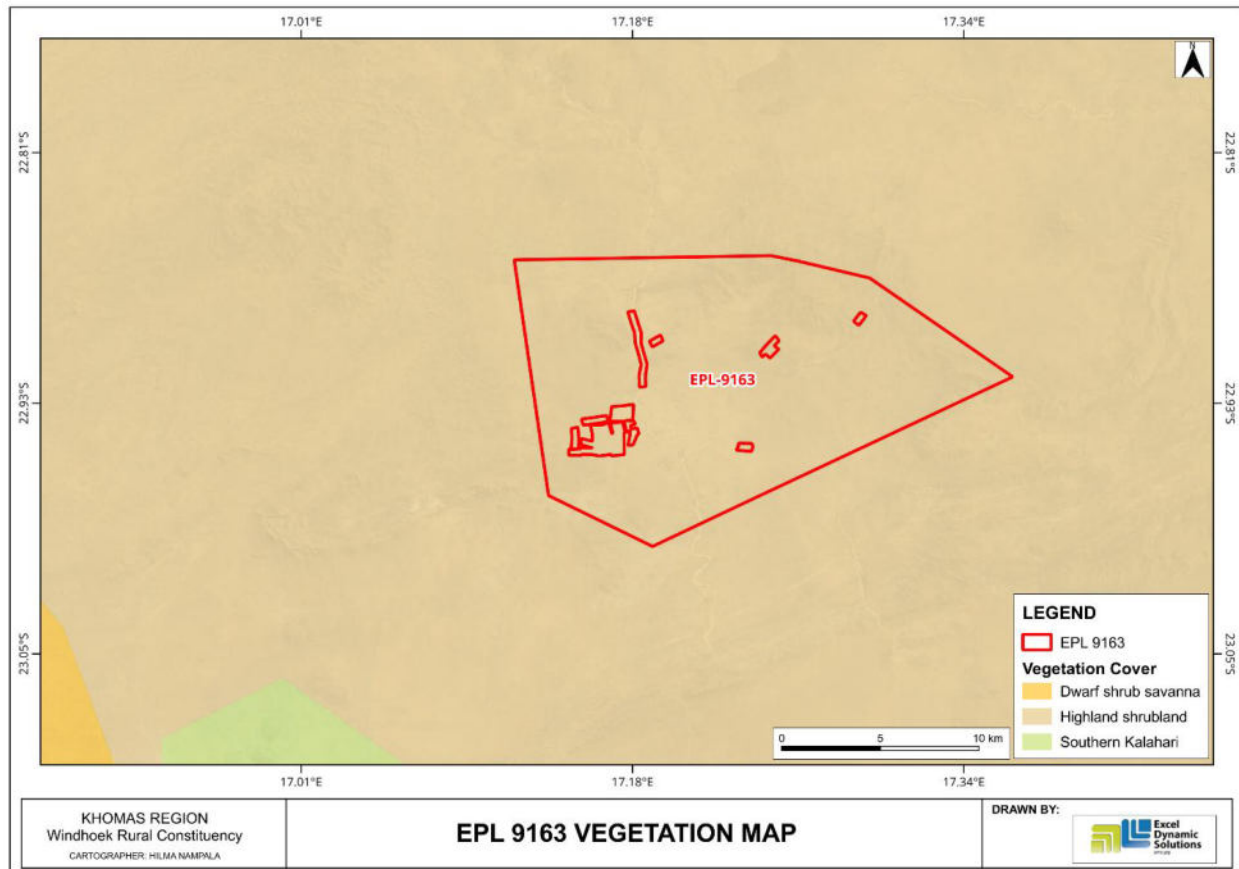 17.01°E 17.18°E 17.34°E
N
22.81°S 22.81°S
EPL-9163
22.93°S 22.93°S
23.05°S 23.05°S
LEGEND
EPL 9163
Vegetation Cover
Dwarf shrub savanna
Highland shrubland
Southern Kalahari
0 5 10 km
17.01°E 17.18°E 17.34°E
KHOMAS REGION
Windhoek Rural Constituency
CARTOGRAPHER: HILMA NAMPALA
EPL 9163 VEGETATION MAP
DRAWN BY:
Excel
Dynamic
Solutions